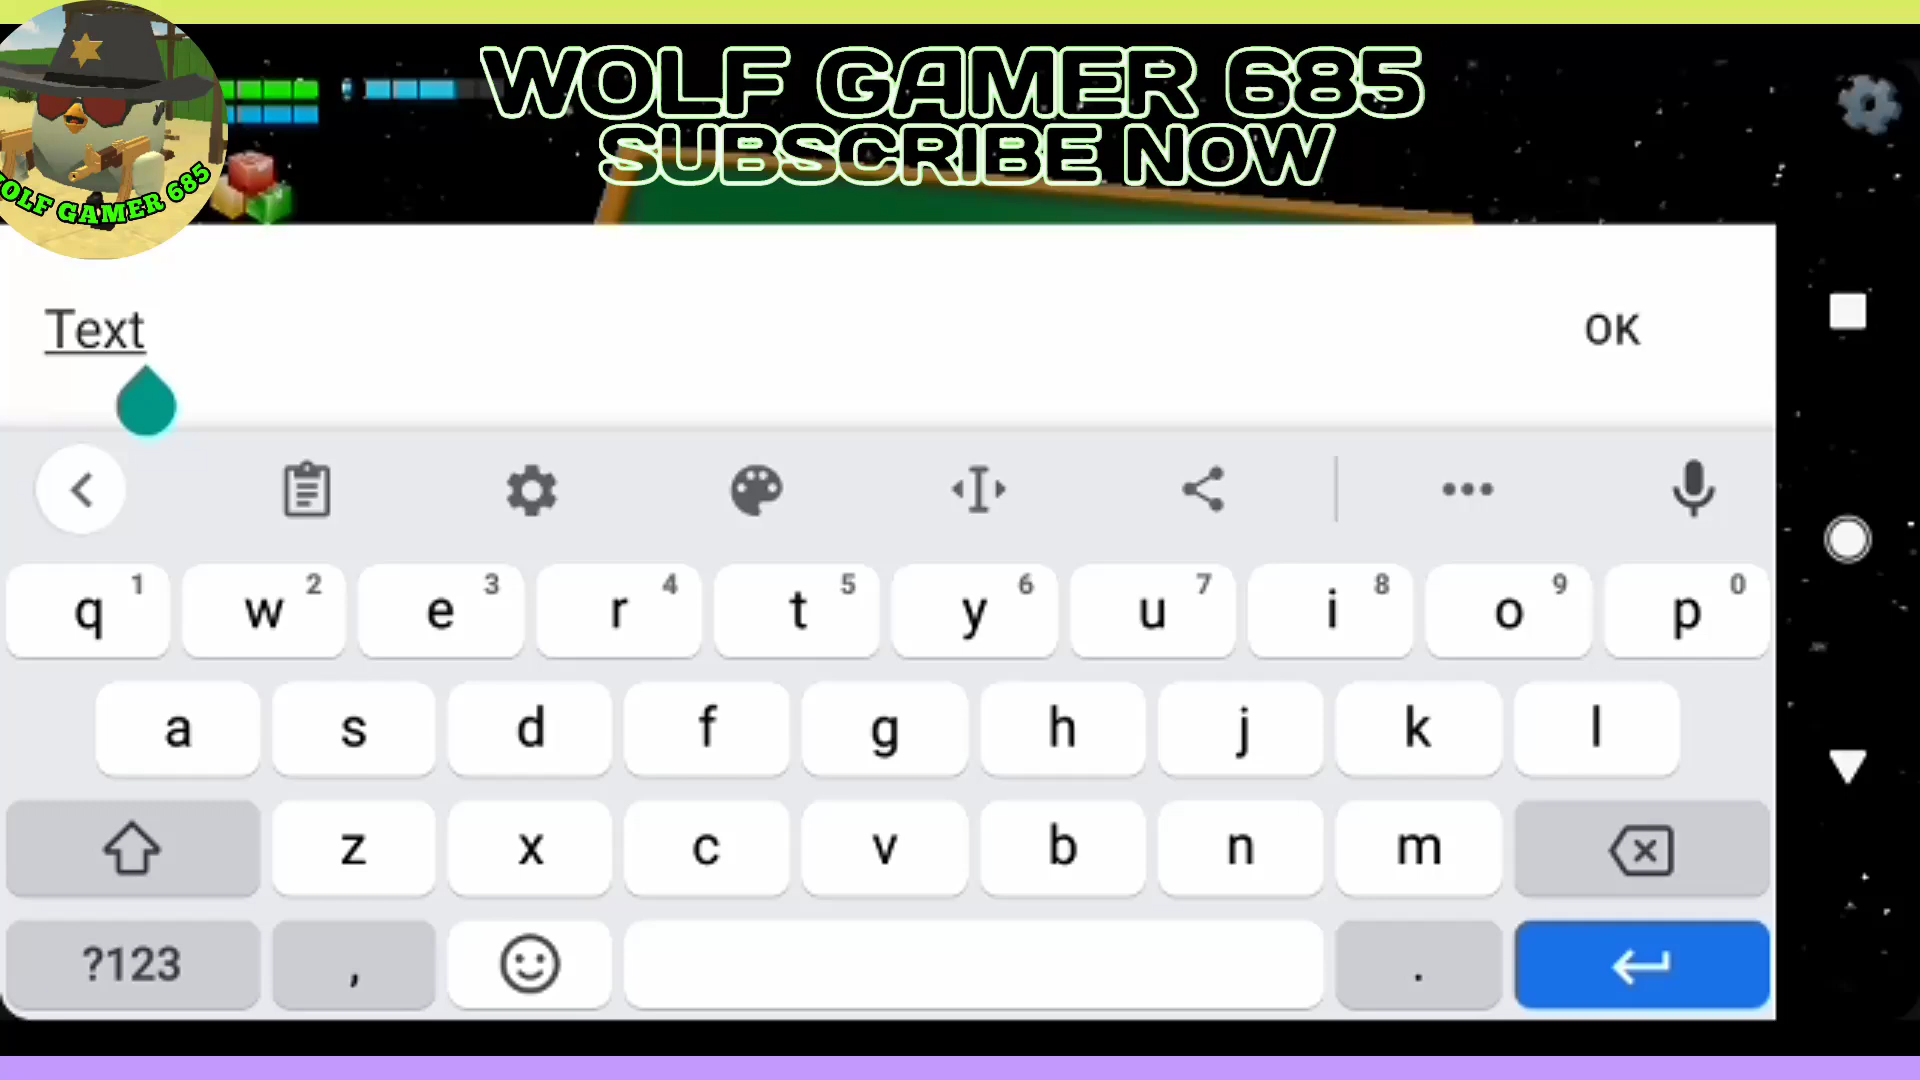 WOLF GAMER 685
SUBSCRIBE NOW
WOLF GAMER 685
Text
OK
q 1 w 2 e 3 r 4 t 5 y 6 u 7 i 8 o 9 p 0
a s d f g h j k l
z x c v b n m
?123 , .